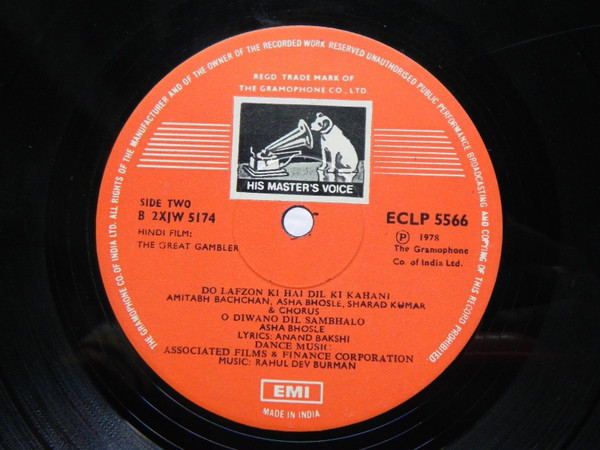 ALL RIGHTS OF THE MANUFACTURER AND OF THE OWNER OF THE RECORDED WORK RESERVED UNAUTHORISED PUBLIC PERFORMANCE BROADCASTING AND COPYING OF THIS RECORD PROHIBITED
THE GRAMOPHONE CO. OF INDIA LTD.
REGD. TRADE MARK OF
THE GRAMOPHONE CO., LTD.
HIS MASTER'S VOICE
SIDE TWO
B 2XJW 5174
HINDI FILM:
THE GREAT GAMBLER
ECLP 5566
Ⓟ 1978
The Gramophone
Co. of India Ltd.
DO LAFZON KI HAI DIL KI KAHANI
AMITABH BACHCHAN, ASHA BHOSLE, SHARAD KUMAR
& CHORUS
O DIWANO DIL SAMBHALO
ASHA BHOSLE
LYRICS: ANAND BAKSHI
DANCE MUSIC:
ASSOCIATED FILMS & FINANCE CORPORATION
MUSIC: RAHUL DEV BURMAN
EMI
MADE IN INDIA